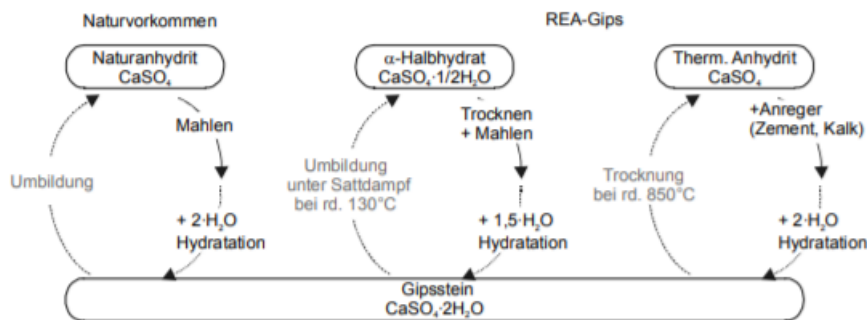 Naturvorkommen
REA-Gips
Naturanhydrit
CaSO₄
α-Halbhydrat
CaSO₄·1/2H₂O
Therm. Anhydrit
CaSO₄
Umbildung
Mahlen
+ 2·H₂O
Hydratation
Umbildung
unter Sattdampf
bei rd. 130°C
Trocknen
+ Mahlen
+ 1,5·H₂O
Hydratation
Trocknung
bei rd. 850°C
+Anreger
(Zement, Kalk)
+ 2·H₂O
Hydratation
Gipsstein
CaSO₄·2H₂O